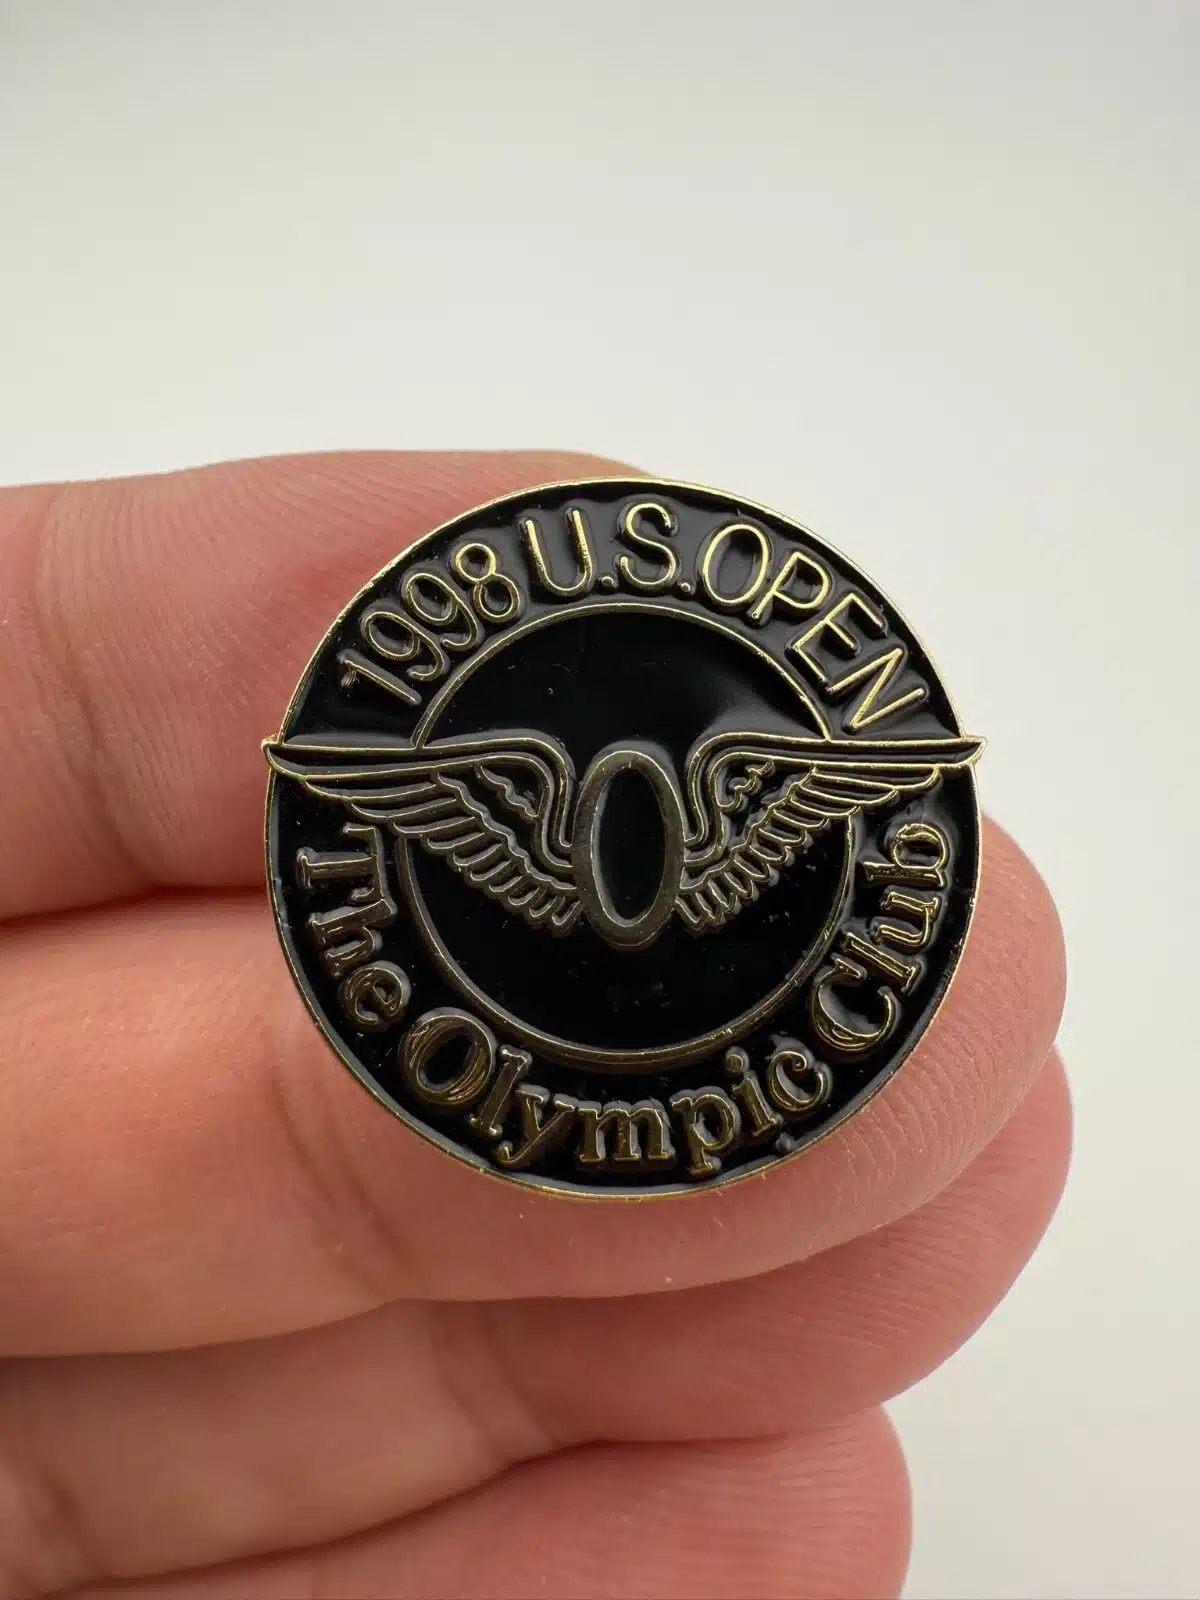 1998 U.S. OPEN
The Olympic Club